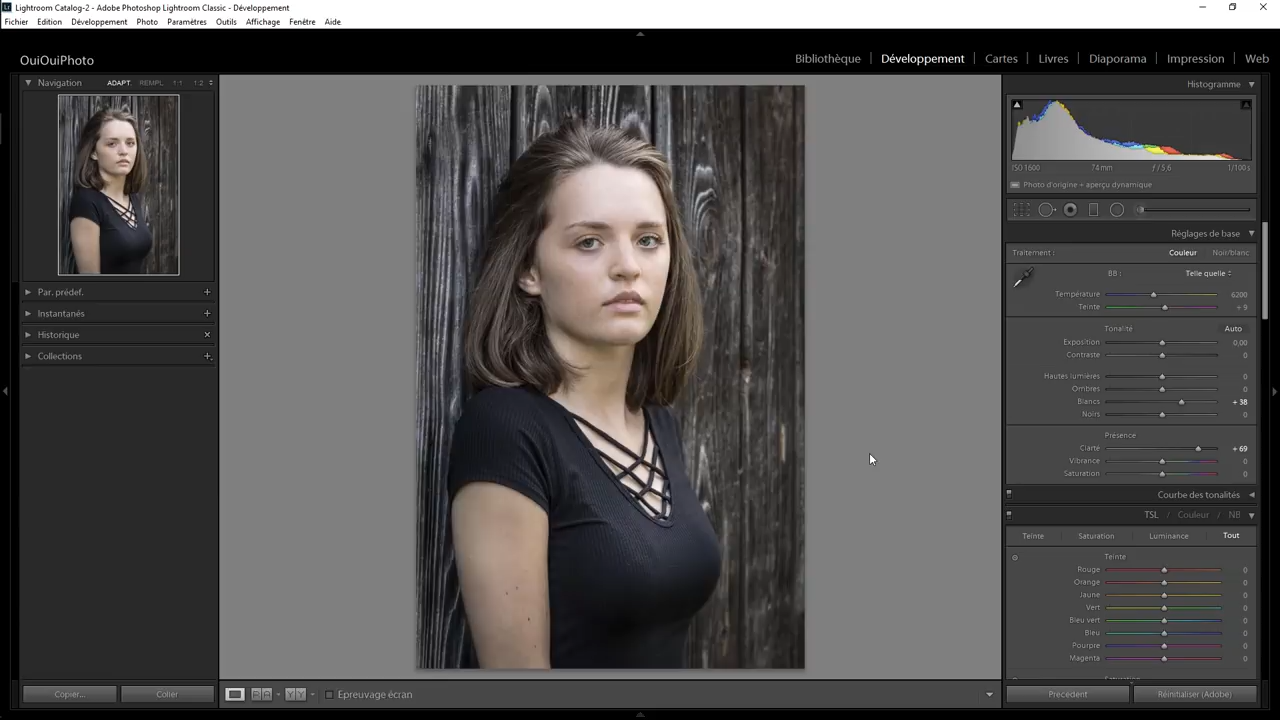 Lightroom Catalog-2 - Adobe Photoshop Lightroom Classic - Développement
Fichier Edition Développement Photo Paramètres Outils Affichage Fenêtre Aide
OuiOuiPhoto
Bibliothèque | Développement | Cartes | Livres | Diaporama | Impression | Web
Navigation ADAPT. REMPL. 1:1 1:2
Histogramme
ISO 1600 74 mm ƒ / 5,6 1/100 s
Photo d'origine + aperçu dynamique
Réglages de base
Traitement : Couleur Noir/blanc
BB : Telle quelle
Température 6200
Teinte + 9
Tonalité Auto
Exposition 0,00
Contraste 0
Hautes lumières 0
Ombres 0
Blancs + 38
Noirs 0
Présence
Clarté + 69
Vibrance 0
Saturation 0
Courbe des tonalités
TSL / Couleur / NB
Teinte Saturation Luminance Tout
Teinte
Rouge 0
Orange 0
Jaune 0
Vert 0
Bleu vert 0
Bleu 0
Pourpre 0
Magenta 0
Par. prédef.
Instantanés
Historique
Collections
Copier... Coller
Epreuvage écran
Précédent Réinitialiser (Adobe)